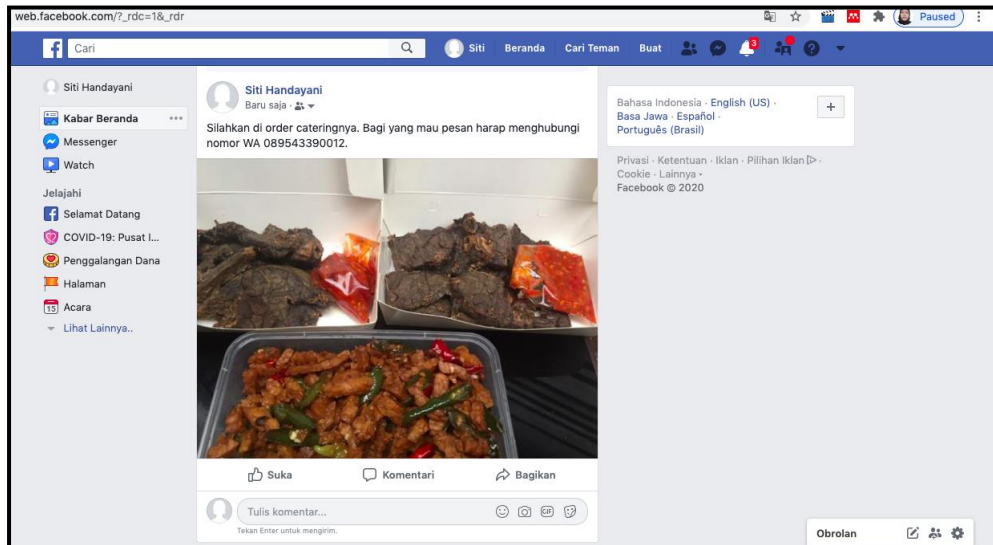 web.facebook.com/?_rdc=1&_rdr
Paused
Cari
Siti
Beranda
Cari Teman
Buat
3
Siti Handayani
Kabar Beranda
Messenger
Watch
Jelajahi
Selamat Datang
COVID-19: Pusat I...
Penggalangan Dana
Halaman
15
Acara
Lihat Lainnya..
Siti Handayani
Baru saja ·
Silahkan di order cateringnya. Bagi yang mau pesan harap menghubungi
nomor WA 089543390012.
Suka
Komentari
Bagikan
Tulis komentar...
GIF
Tekan Enter untuk mengirim.
Bahasa Indonesia · English (US) ·
Basa Jawa · Español ·
Português (Brasil)
Privasi · Ketentuan · Iklan · Pilihan Iklan ·
Cookie · Lainnya
Facebook © 2020
Obrolan